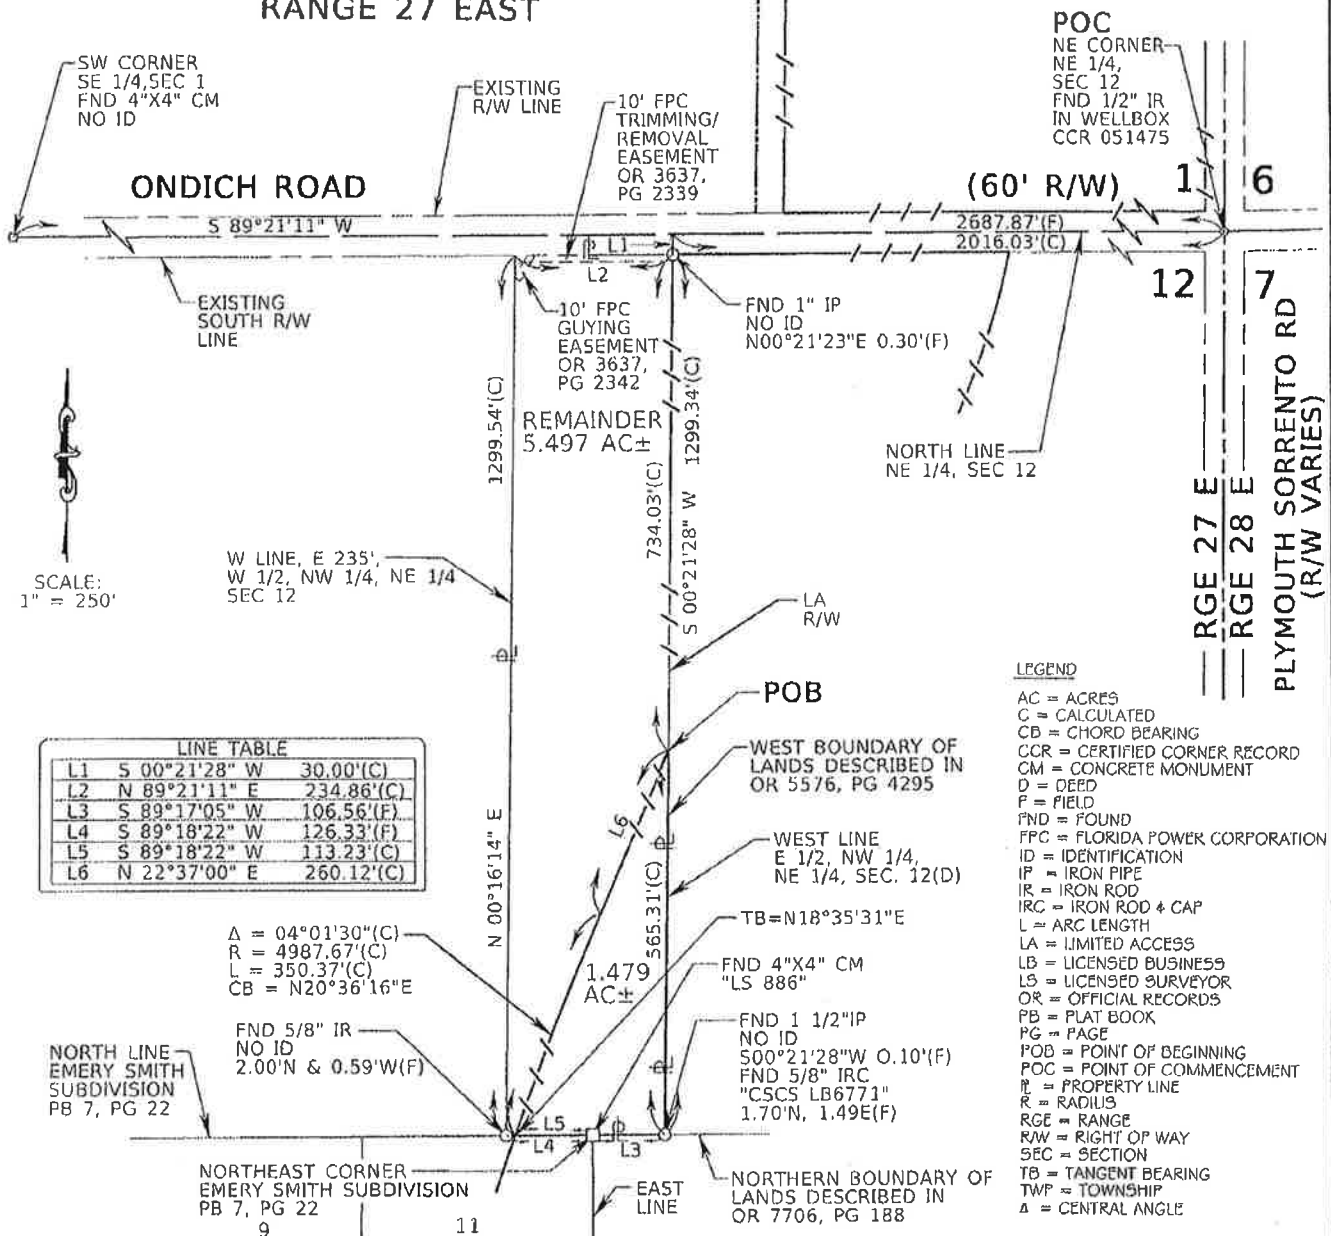 RANGE 27 EAST
SW CORNER
SE 1/4,SEC 1
FND 4"X4" CM
NO ID
EXISTING
R/W LINE
10' FPC
TRIMMING/
REMOVAL
EASEMENT
OR 3637,
PG 2339
POC
NE CORNER
NE 1/4,
SEC 12
FND 1/2" IR
IN WELLBOX
CCR 051475
ONDICH ROAD
(60' R/W)
1
6
S 89°21'11" W
2687.87'(F)
2016.03'(C)
L1
L2
12
7
EXISTING
SOUTH R/W
LINE
10' FPC
GUYING
EASEMENT
OR 3637,
PG 2342
FND 1" IP
NO ID
N00°21'23"E 0.30'(F)
NORTH LINE
NE 1/4, SEC 12
PLYMOUTH SORRENTO RD
(R/W VARIES)
RGE 27 E
RGE 28 E
1299.54'(C)
REMAINDER
5.497 AC±
1299.34'(C)
734.03'(C)
S 00°21'28" W
SCALE:
1" = 250'
W LINE, E 235',
W 1/2, NW 1/4, NE 1/4
SEC 12
LA
R/W
POB
WEST BOUNDARY OF
LANDS DESCRIBED IN
OR 5576, PG 4295
WEST LINE
E 1/2, NW 1/4,
NE 1/4, SEC. 12(D)
LINE TABLE
L1 S 00°21'28" W 30.00'(C)
L2 N 89°21'11" E 234.86'(C)
L3 S 89°17'05" W 106.56'(F)
L4 S 89°18'22" W 126.33'(F)
L5 S 89°18'22" W 113.23'(C)
L6 N 22°37'00" E 260.12'(C)
L6
N 00°16'14" E
565.31'(C)
TB=N18°35'31"E
Δ = 04°01'30"(C)
R = 4987.67'(C)
L = 350.37'(C)
CB = N20°36'16"E
1.479
AC±
FND 4"X4" CM
"LS 886"
FND 5/8" IR
NO ID
2.00'N & 0.59'W(F)
FND 1 1/2"IP
NO ID
S00°21'28"W 0.10'(F)
FND 5/8" IRC
"CSCS LB6771"
1.70'N, 1.49E(F)
NORTH LINE
EMERY SMITH
SUBDIVISION
PB 7, PG 22
L5
L4
L3
NORTHEAST CORNER
EMERY SMITH SUBDIVISION
PB 7, PG 22
9
11
EAST
LINE
NORTHERN BOUNDARY OF
LANDS DESCRIBED IN
OR 7706, PG 188
LEGEND
AC = ACRES
C = CALCULATED
CB = CHORD BEARING
CCR = CERTIFIED CORNER RECORD
CM = CONCRETE MONUMENT
D = DEED
F = FIELD
FND = FOUND
FPC = FLORIDA POWER CORPORATION
ID = IDENTIFICATION
IP = IRON PIPE
IR = IRON ROD
IRC = IRON ROD & CAP
L = ARC LENGTH
LA = LIMITED ACCESS
LB = LICENSED BUSINESS
LS = LICENSED SURVEYOR
OR = OFFICIAL RECORDS
PB = PLAT BOOK
PG = PAGE
POB = POINT OF BEGINNING
POC = POINT OF COMMENCEMENT
℄ = PROPERTY LINE
R = RADIUS
RGE = RANGE
R/W = RIGHT OF WAY
SEC = SECTION
TB = TANGENT BEARING
TWP = TOWNSHIP
Δ = CENTRAL ANGLE